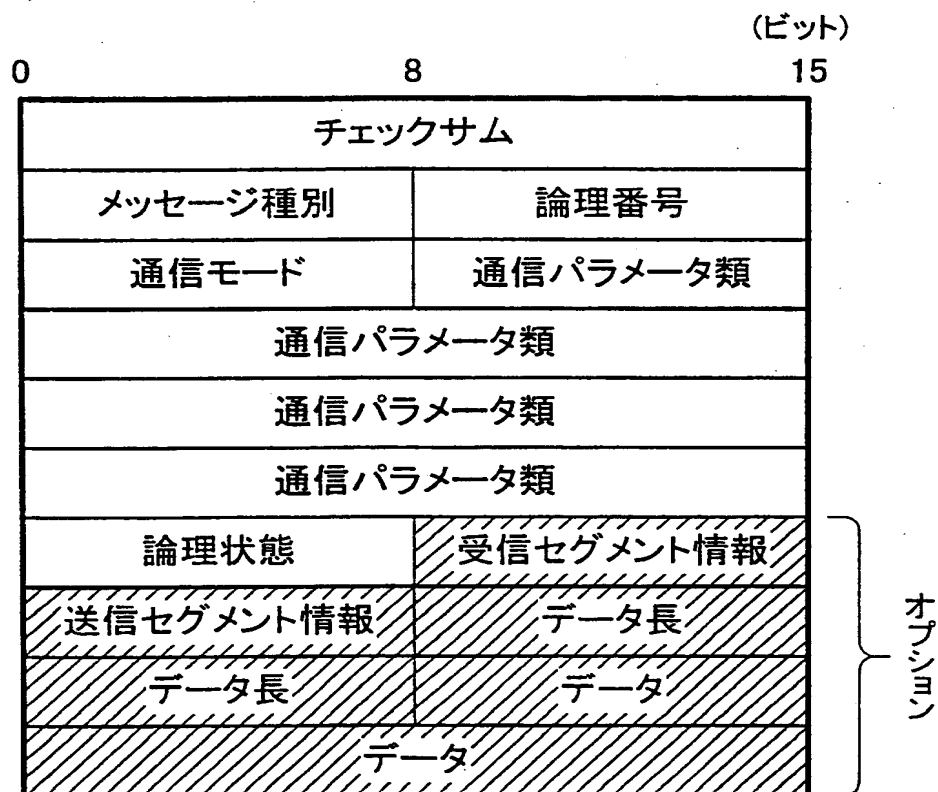 (ビット)
0 8 15
チェックサム
メッセージ種別 論理番号
通信モード 通信パラメータ類
通信パラメータ類
通信パラメータ類
通信パラメータ類
論理状態 受信セグメント情報
送信セグメント情報 データ長
データ長 データ
データ
オプション